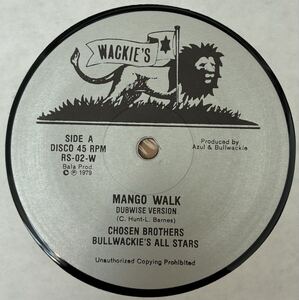 WACKIE'S
SIDE A
DISCO 45 RPM
RS-02-W
Bala Prod.
© ℗ 1979
Produced by
Azul & Bullwackie
MANGO WALK
DUBWISE VERSION
(C. Hunt-L. Barnes)
CHOSEN BROTHERS
BULLWACKIE'S ALL STARS
Unauthorized Copying Prohibited